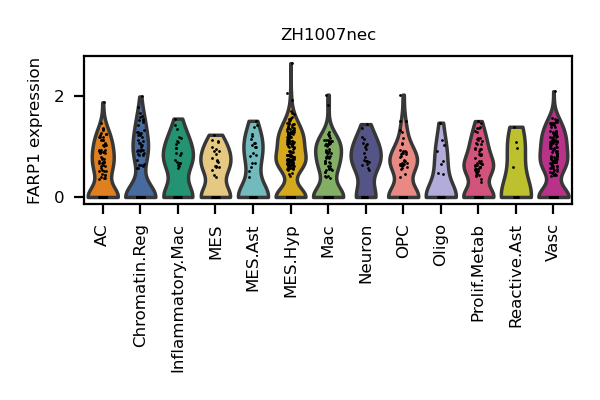 ZH1007nec
FARP1 expression
2
0
AC
Chromatin.Reg
Inflammatory.Mac
MES
MES.Ast
MES.Hyp
Mac
Neuron
OPC
Oligo
Prolif.Metab
Reactive.Ast
Vasc